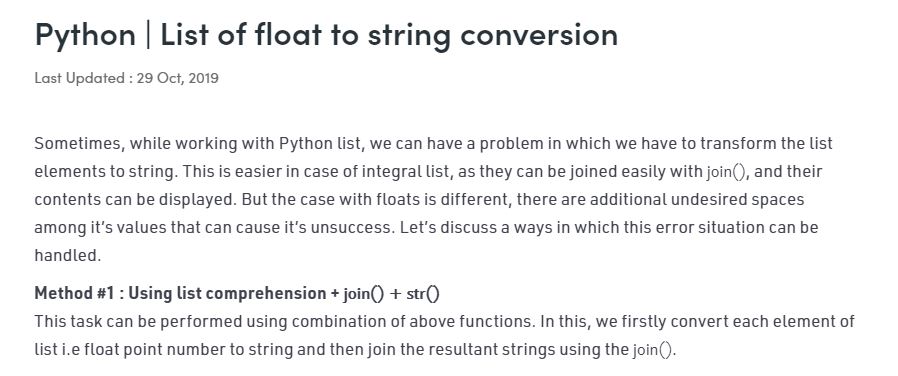 Python | List of float to string conversion
Last Updated : 29 Oct, 2019
Sometimes, while working with Python list, we can have a problem in which we have to transform the list
elements to string. This is easier in case of integral list, as they can be joined easily with join(), and their
contents can be displayed. But the case with floats is different, there are additional undesired spaces
among it's values that can cause it's unsuccess. Let's discuss a ways in which this error situation can be
handled.
Method #1 : Using list comprehension + join() + str()
This task can be performed using combination of above functions. In this, we firstly convert each element of
list i.e float point number to string and then join the resultant strings using the join().